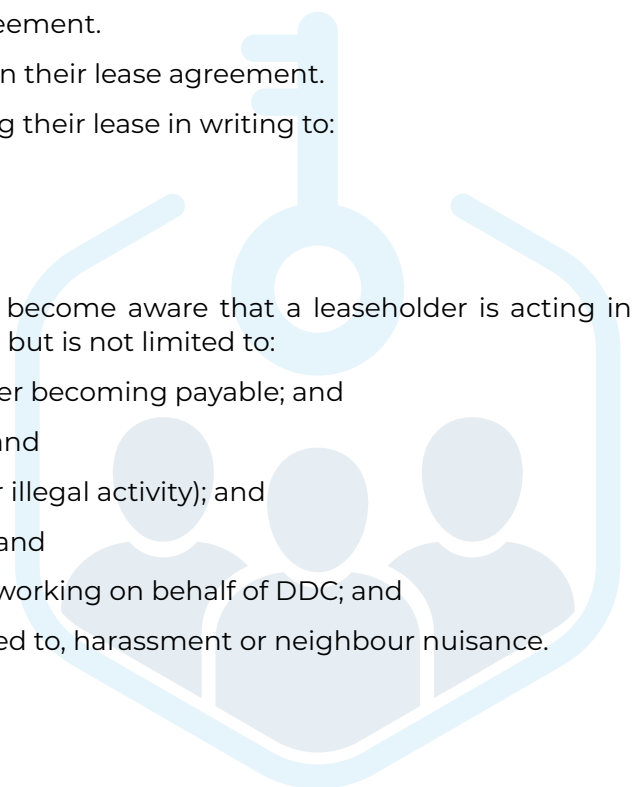 eement.
n their lease agreement.
g their lease in writing to:
become aware that a leaseholder is acting in
but is not limited to:
er becoming payable; and
and
r illegal activity); and
and
working on behalf of DDC; and
ed to, harassment or neighbour nuisance.